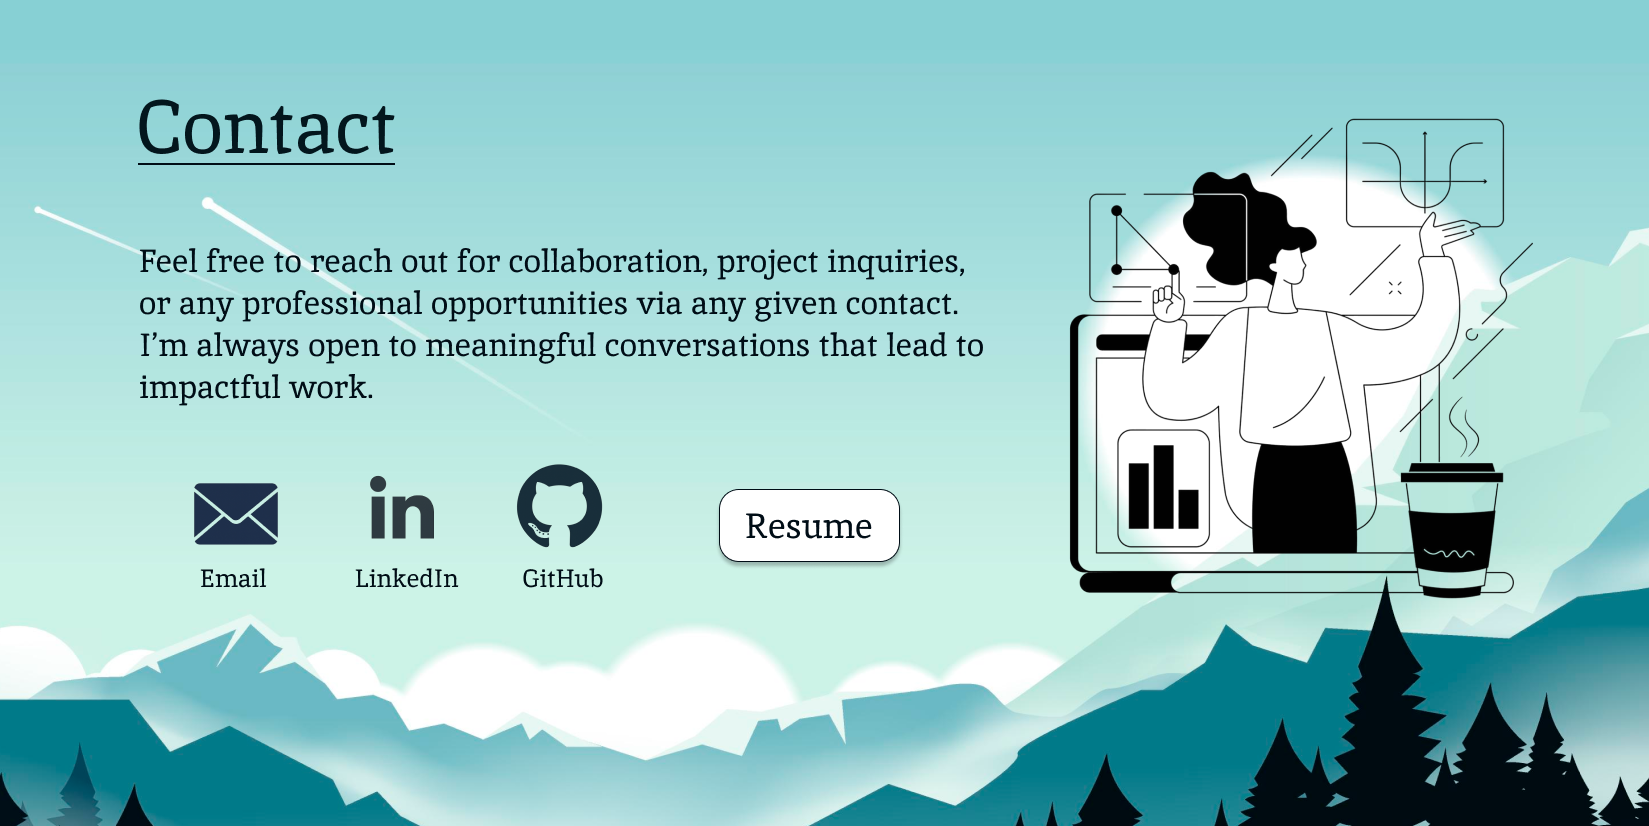 Contact
Feel free to reach out for collaboration, project inquiries,
or any professional opportunities via any given contact.
I’m always open to meaningful conversations that lead to
impactful work.
in
Email
LinkedIn
GitHub
Resume